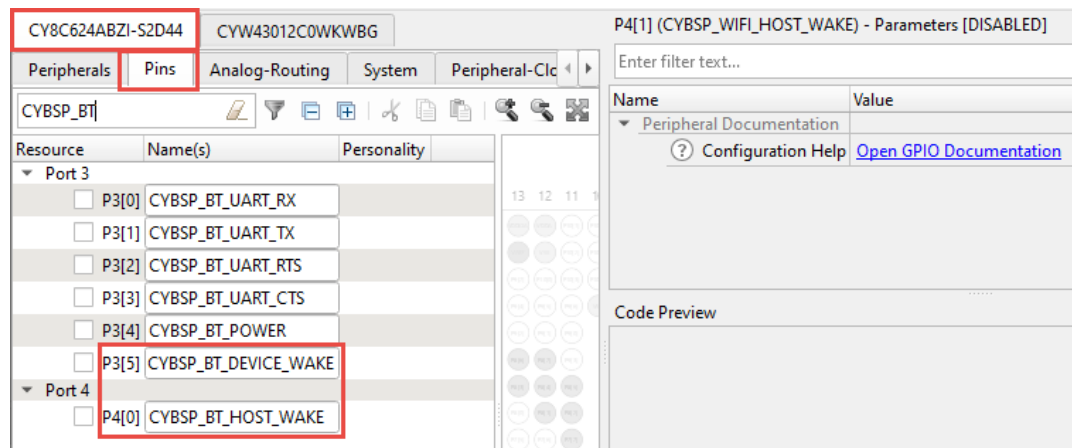 CY8C624ABZI-S2D44 CYW43012C0WKWBG
Peripherals Pins Analog-Routing System Peripheral-Clc
CYBSP_BT
Resource Name(s) Personality
Port 3
P3[0] CYBSP_BT_UART_RX
P3[1] CYBSP_BT_UART_TX
P3[2] CYBSP_BT_UART_RTS
P3[3] CYBSP_BT_UART_CTS
P3[4] CYBSP_BT_POWER
P3[5] CYBSP_BT_DEVICE_WAKE
Port 4
P4[0] CYBSP_BT_HOST_WAKE
13 12 11
P4[1] (CYBSP_WIFI_HOST_WAKE) - Parameters [DISABLED]
Enter filter text...
Name Value
Peripheral Documentation
? Configuration Help Open GPIO Documentation
Code Preview